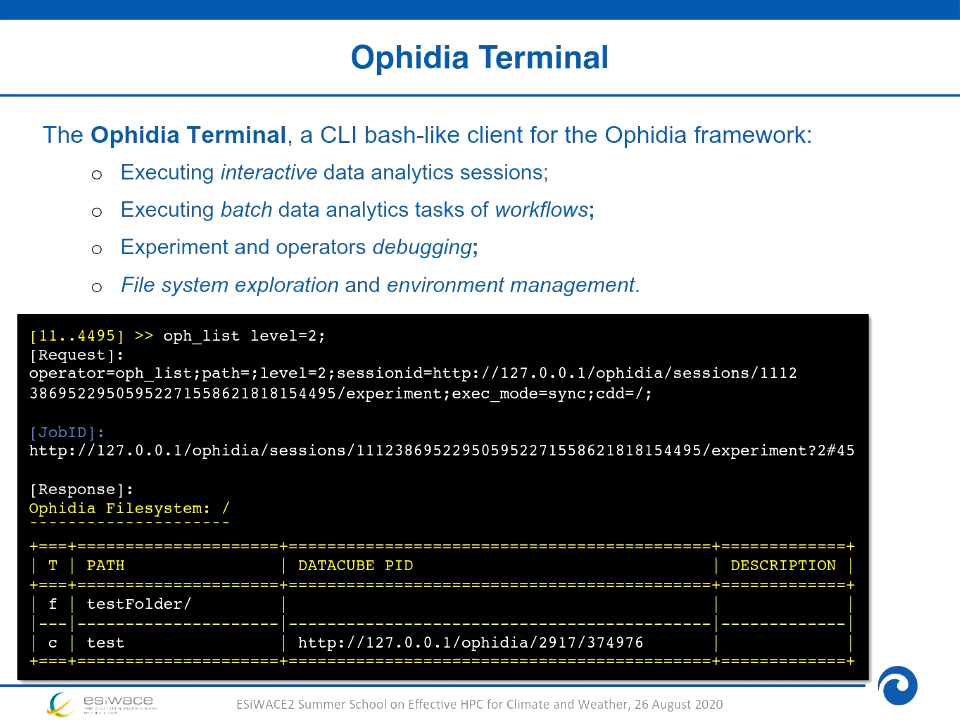 Ophidia Terminal
The Ophidia Terminal, a CLI bash-like client for the Ophidia framework:
o Executing interactive data analytics sessions;
o Executing batch data analytics tasks of workflows;
o Experiment and operators debugging;
o File system exploration and environment management.
[11..4495] >> oph_list level=2;
[Request]:
operator=oph_list;path=;level=2;sessionid=http://127.0.0.1/ophidia/sessions/1112
38695229505952271558621818154495/experiment;exec_mode=sync;cdd=/;
[JobID]:
http://127.0.0.1/ophidia/sessions/111238695229505952271558621818154495/experiment?2#45
[Response]:
Ophidia Filesystem: /
---------------------
+===+=====================+============================================+=============+
| T | PATH | DATACUBE PID | DESCRIPTION |
+===+=====================+============================================+=============+
| f | testFolder/ | | |
|---|---------------------|--------------------------------------------|-------------|
| c | test | http://127.0.0.1/ophidia/2917/374976 | |
+===+=====================+============================================+=============+
esiwace
ESiWACE2 Summer School on Effective HPC for Climate and Weather, 26 August 2020